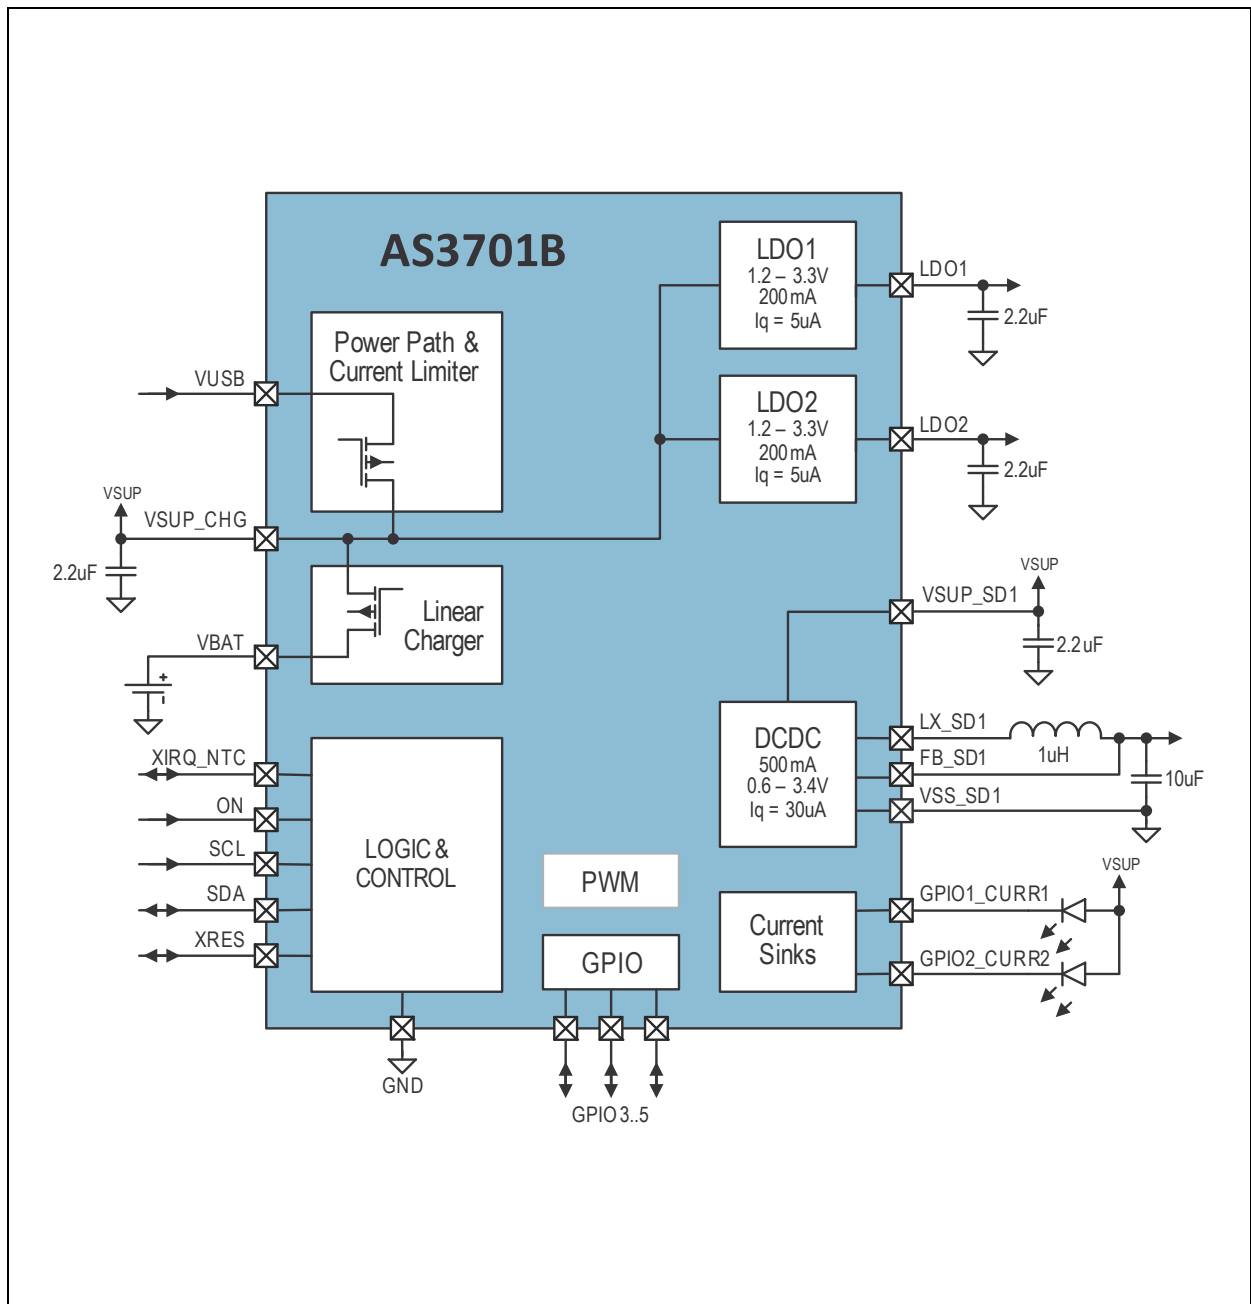 AS3701B
LDO1
1.2 – 3.3V
200mA
Iq = 5uA
LDO1
2.2uF
Power Path &
Current Limiter
VUSB
LDO2
1.2 – 3.3V
200mA
Iq = 5uA
LDO2
2.2uF
VSUP
VSUP_CHG
2.2uF
Linear
Charger
VBAT
+
-
VSUP
VSUP_SD1
2.2uF
DCDC
500mA
0.6 – 3.4V
Iq = 30uA
LX_SD1
1uH
FB_SD1
10uF
VSS_SD1
XIRQ_NTC
ON
SCL
SDA
XRES
LOGIC &
CONTROL
PWM
GPIO
Current
Sinks
VSUP
GPIO1_CURR1
GPIO2_CURR2
GND
GPIO3..5